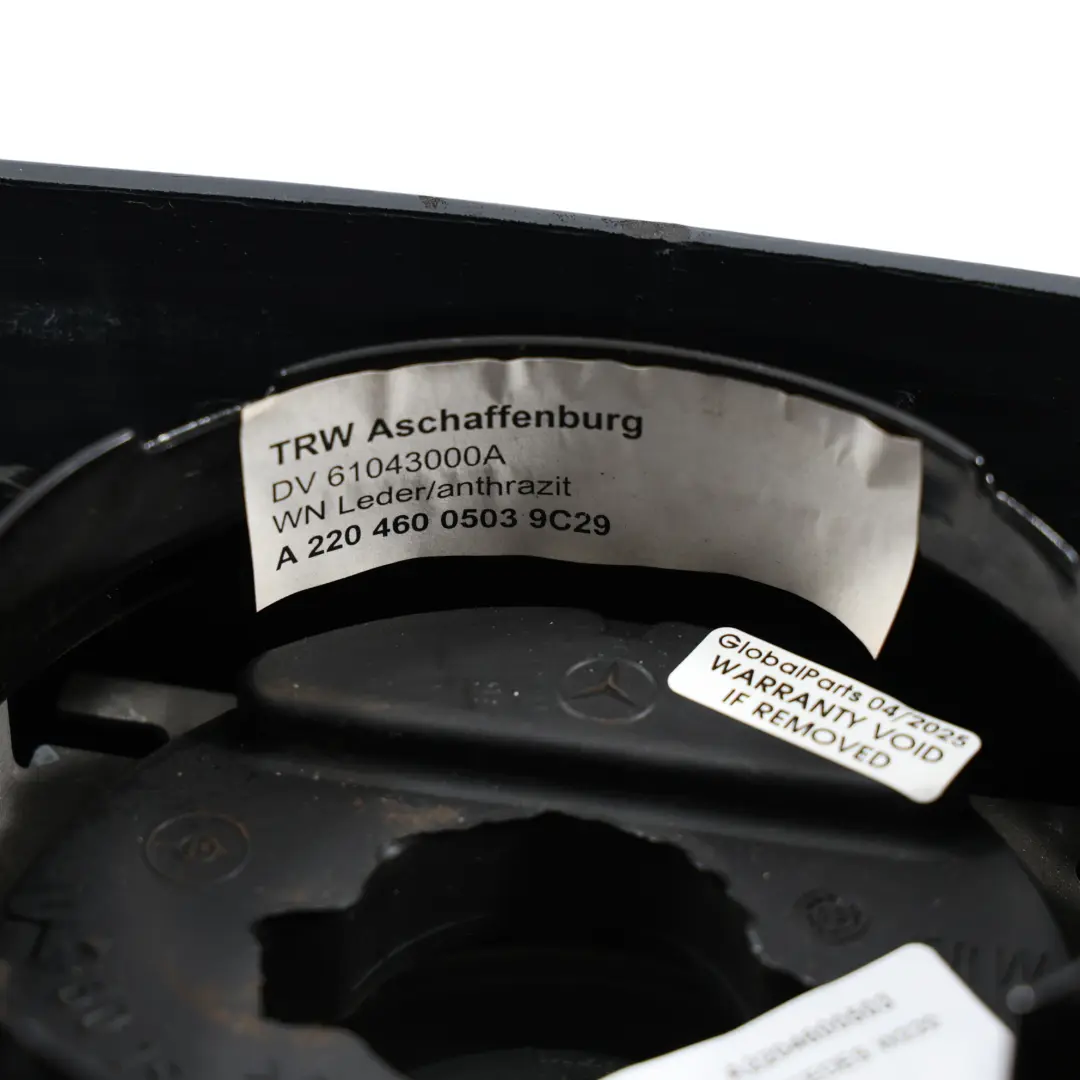 TRW Aschaffenburg
DV 61043000A
WN Leder/anthrazit
A 220 460 0503 9C29
GlobalParts 04/2025
WARRANTY VOID
IF REMOVED